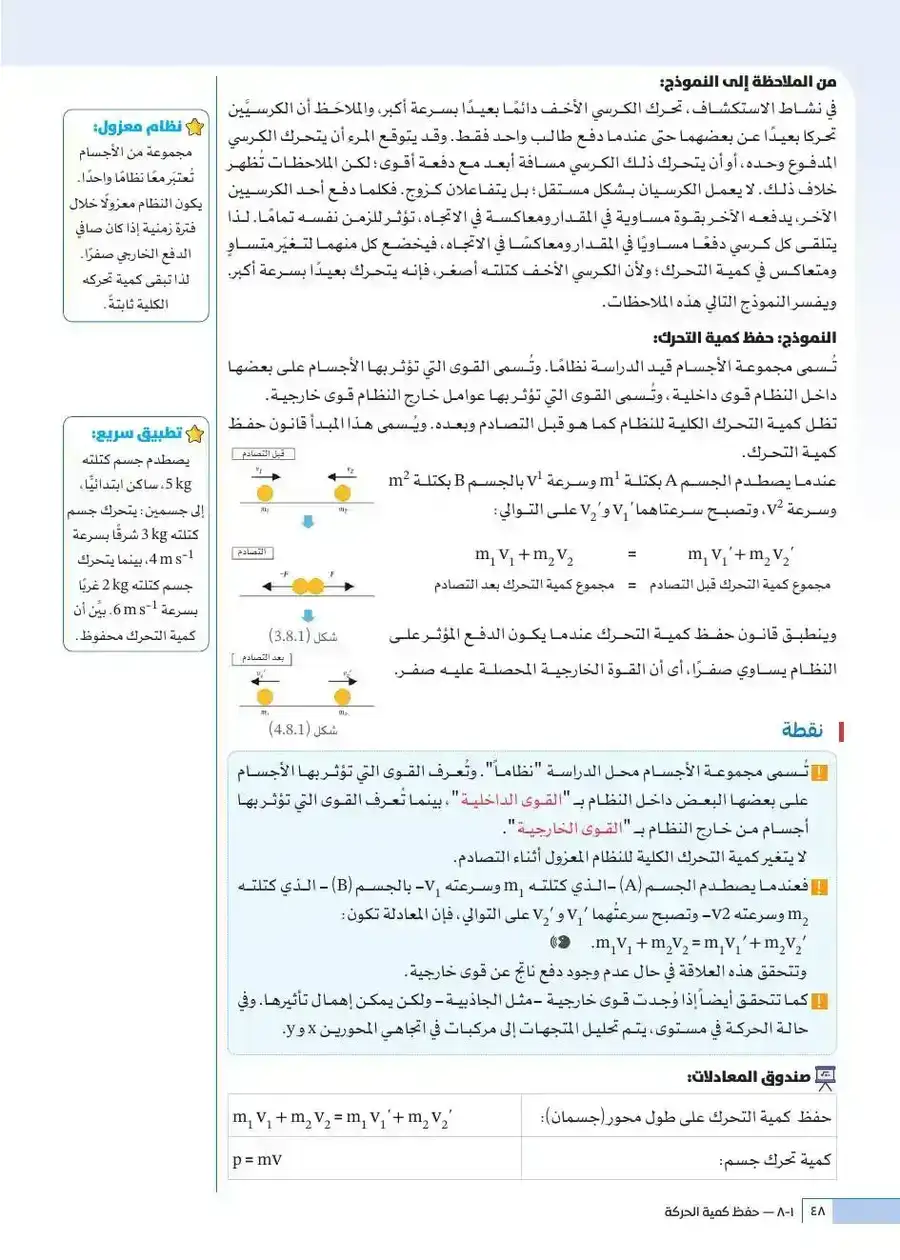 من الملاحظة إلى النموذج:
في نشاط الاستكشاف، تحرك الكرسي الأخف دائمًا بعيدًا بسرعة أكبر، والملاحَظ أن الكرسيَّين
تحركا بعيدًا عن بعضهما حتى عندما دفع طالب واحد فقط. وقد يتوقع المرء أن يتحرك الكرسي
المدفوع وحده، أو أن يتحرك ذلك الكرسي مسافة أبعد مع دفعة أقوى؛ لكن الملاحظات تُظهر
خلاف ذلك. لا يعمل الكرسيان بشكل مستقل؛ بل يتفاعلان كزوج. فكلما دفع أحد الكرسيين
الآخر، يدفعه الآخر بقوة مساوية في المقدار ومعاكسة في الاتجاه، تؤثر للزمن نفسه تمامًا. لذا
يتلقى كل كرسي دفعًا مساويًا في المقدار ومعاكسًا في الاتجاه، فيخضع كل منهما لتغيّر متساوٍ
ومتعاكس في كمية التحرك؛ ولأن الكرسي الأخف كتلته أصغر، فإنه يتحرك بعيدًا بسرعة أكبر.
ويفسر النموذج التالي هذه الملاحظات.
النموذج: حفظ كمية التحرك:
تُسمى مجموعة الأجسام قيد الدراسة نظامًا. وتُسمى القوى التي تؤثر بها الأجسام على بعضها
داخل النظام قوى داخلية، وتُسمى القوى التي تؤثر بها عوامل خارج النظام قوى خارجية.
تظل كمية التحرك الكلية للنظام كما هو قبل التصادم وبعده. ويُسمى هذا المبدأ قانون حفظ
كمية التحرك.
عندما يصطدم الجسم A بكتلة m¹ وسرعة v¹ بالجسم B بكتلة m²
وسرعة v²، وتصبح سرعتاهما v₁′ و v₂′ على التوالي:
m₁ v₁ + m₂ v₂ = m₁ v₁′ + m₂ v₂′
مجموع كمية التحرك قبل التصادم = مجموع كمية التحرك بعد التصادم
وينطبق قانون حفظ كمية التحرك عندما يكون الدفع المؤثر على
النظام يساوي صفرًا، أي أن القوة الخارجية المحصلة عليه صفر.
قبل التصادم
v₁ v₂
m₁ m₂
التصادم
-F F
شكل (3.8.1)
بعد التصادم
v₁′ v₂′
m₁ m₂
شكل (4.8.1)
نقطة
تُسمى مجموعة الأجسام محل الدراسة "نظاماً". وتُعرف القوى التي تؤثر بها الأجسام
على بعضها البعض داخل النظام بـ "القوى الداخلية"، بينما تُعرف القوى التي تؤثر بها
أجسام من خارج النظام بـ "القوى الخارجية".
لا يتغير كمية التحرك الكلية للنظام المعزول أثناء التصادم.
فعندما يصطدم الجسم (A) –الذي كتلته m₁ وسرعته v₁– بالجسم (B) – الذي كتلته
m₂ وسرعته v2– وتصبح سرعتُهما v₁′ و v₂′ على التوالي، فإن المعادلة تكون:
m₁v₁ + m₂v₂ = m₁v₁′ + m₂v₂′.
وتتحقق هذه العلاقة في حال عدم وجود دفع ناتج عن قوى خارجية.
كما تتحقق أيضاً إذا وُجدت قوى خارجية –مثل الجاذبية– ولكن يمكن إهمال تأثيرها. وفي
حالة الحركة في مستوى، يتم تحليل المتجهات إلى مركبات في اتجاهي المحورين x و y.
صندوق المعادلات:
حفظ كمية التحرك على طول محور (جسمان): m₁ v₁ + m₂ v₂ = m₁ v₁′ + m₂ v₂′
كمية تحرك جسم: p = mv
نظام معزول:
مجموعة من الأجسام
تُعتبَر معًا نظامًا واحدًا.
يكون النظام معزولًا خلال
فترة زمنية إذا كان صافي
الدفع الخارجي صفرًا.
لذا تبقى كمية تحركه
الكلية ثابتةً.
تطبيق سريع:
يصطدم جسم كتلته
5 kg، ساكن ابتدائيًّا،
إلى جسمين: يتحرك جسم
كتلته 3 kg شرقًا بسرعة
4 m s⁻¹، بينما يتحرك
جسم كتلته 2 kg غربًا
بسرعة 6 m s⁻¹. بيِّن أن
كمية التحرك محفوظ.
٤٨ ٨-١ — حفظ كمية الحركة